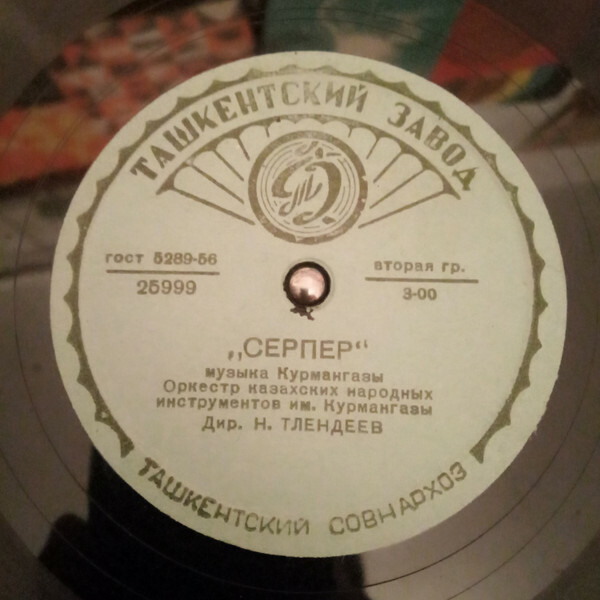 ТАШКЕНТСКИЙ ЗАВОД
гост 5289-56
25999
вторая гр.
3-00
„СЕРПЕР“
музыка Курмангазы
Оркестр казахских народных
инструментов им. Курмангазы
Дир. Н. ТЛЕНДЕЕВ
ТАШКЕНТСКИЙ СОВНАРХОЗ